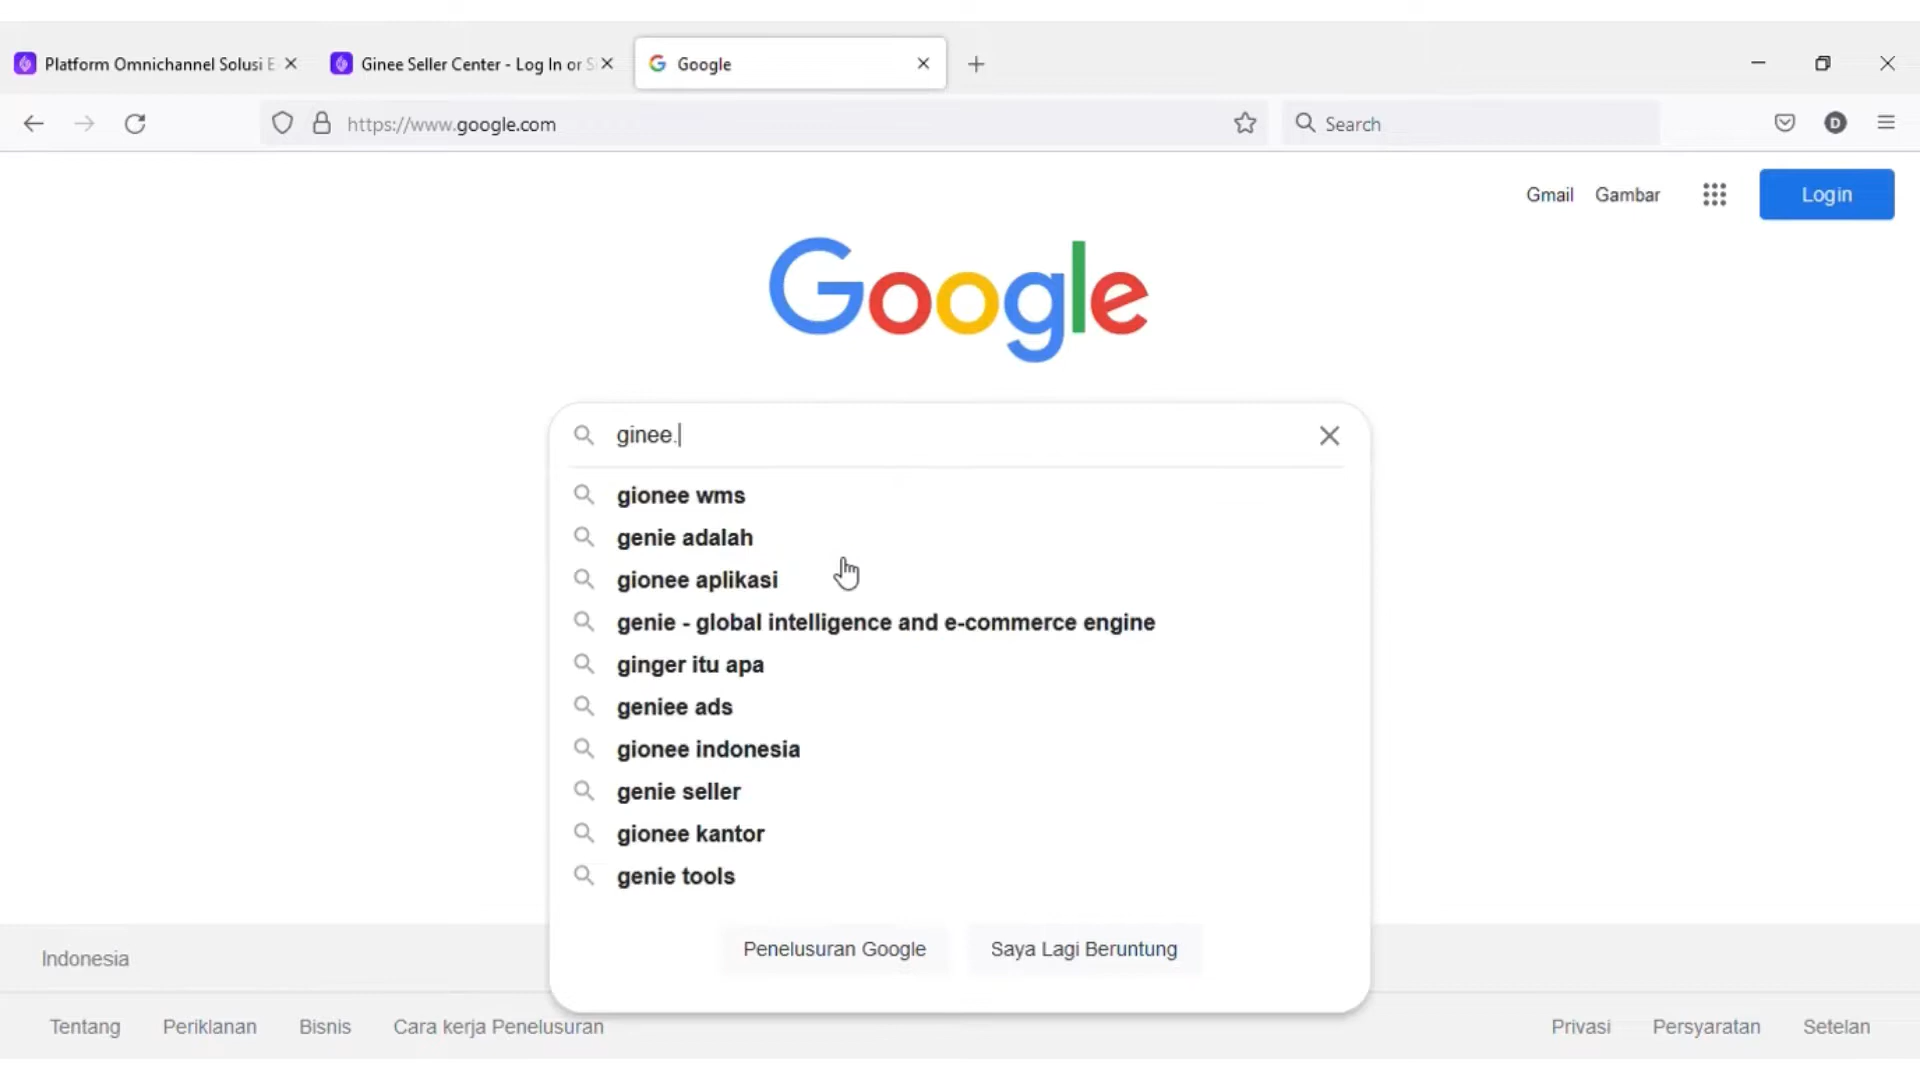 Platform Omnichannel Solusi E
Ginee Seller Center - Log In or S
Google
https://www.google.com
Search
Gmail Gambar Login
Google
ginee.
gionee wms
genie adalah
gionee aplikasi
genie - global intelligence and e-commerce engine
ginger itu apa
geniee ads
gionee indonesia
genie seller
gionee kantor
genie tools
Penelusuran Google Saya Lagi Beruntung
Indonesia
Tentang Periklanan Bisnis Cara kerja Penelusuran Privasi Persyaratan Setelan